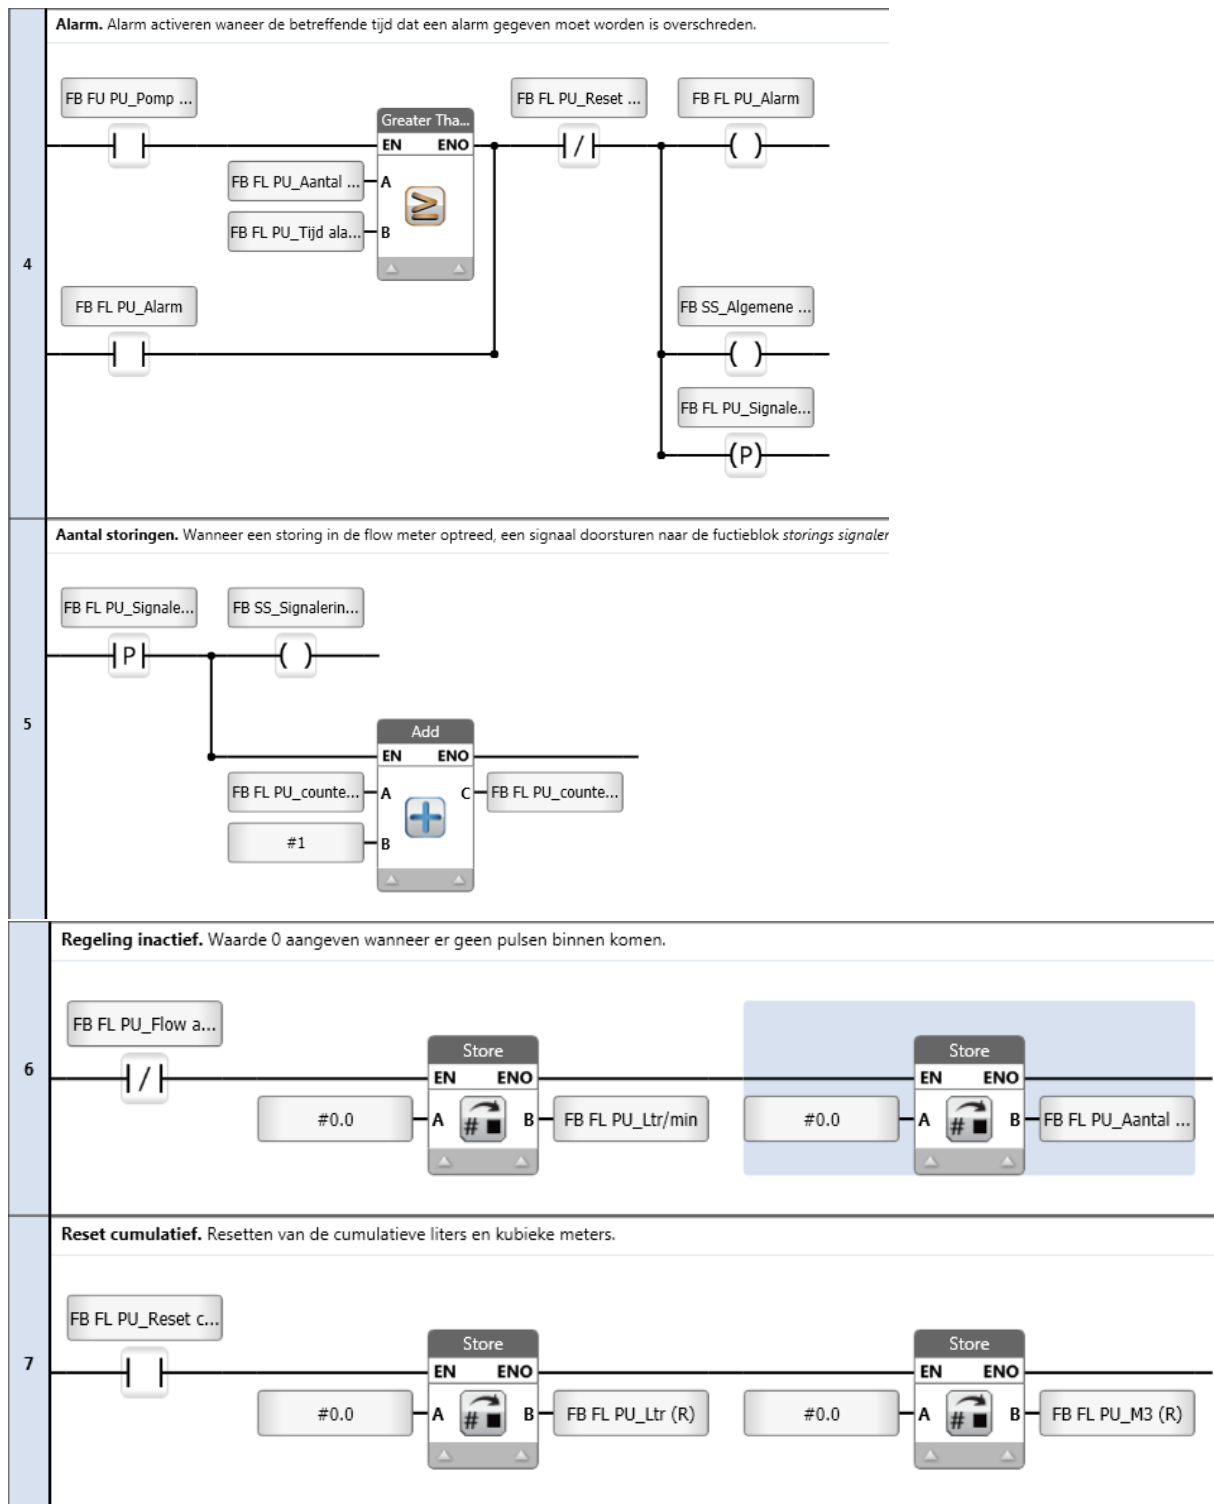 Alarm. Alarm activeren waneer de betreffende tijd dat een alarm gegeven moet worden is overschreden.
FB FU PU_Pomp ...
FB FL PU_Reset ...
FB FL PU_Alarm
Greater Tha...
EN ENO
FB FL PU_Aantal ...
A
FB FL PU_Tijd ala...
B
4
FB FL PU_Alarm
FB SS_Algemene ...
FB FL PU_Signale...
(P)
Aantal storingen. Wanneer een storing in de flow meter optreed, een signaal doorsturen naar de fuctieblok storings signaler
FB FL PU_Signale...
FB SS_Signalerin...
P
5
Add
EN ENO
FB FL PU_counte...
A
C
FB FL PU_counte...
#1
B
Regeling inactief. Waarde 0 aangeven wanneer er geen pulsen binnen komen.
FB FL PU_Flow a...
6
Store
EN ENO
#0.0
A
#
B
FB FL PU_Ltr/min
Store
EN ENO
#0.0
A
#
B
FB FL PU_Aantal ...
Reset cumulatief. Resetten van de cumulatieve liters en kubieke meters.
FB FL PU_Reset c...
7
Store
EN ENO
#0.0
A
#
B
FB FL PU_Ltr (R)
Store
EN ENO
#0.0
A
#
B
FB FL PU_M3 (R)